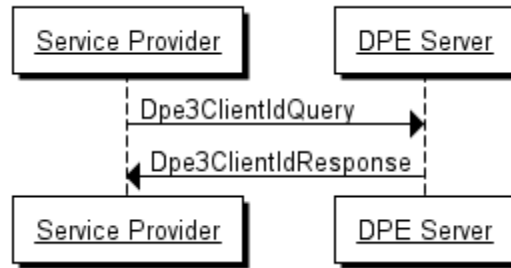 Service Provider
DPE Server
Dpe3ClientIdQuery
Dpe3ClientIdResponse
Service Provider
DPE Server